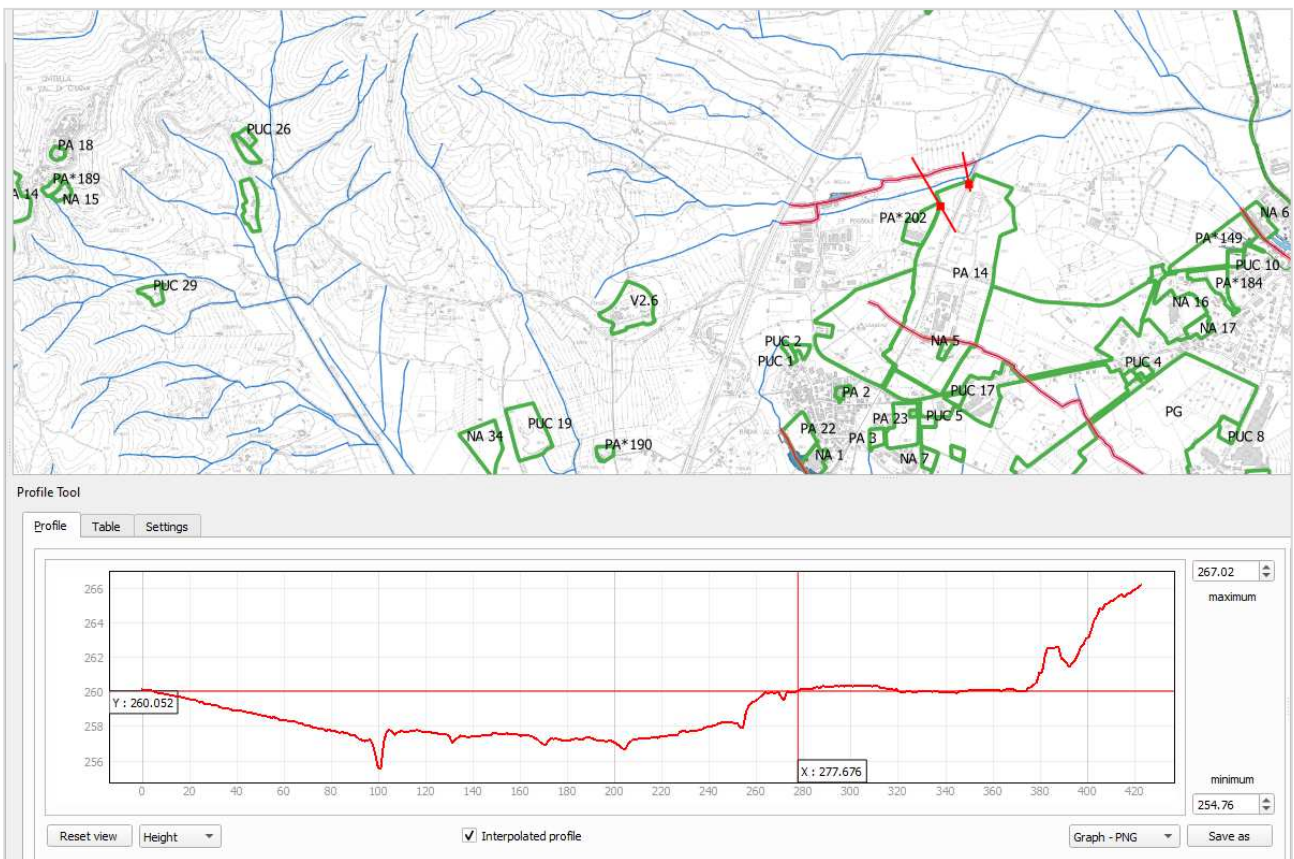 PUC 26
PA 18
PA*189
A 14
NA 15
PUC 29
V2.6
PA*202
NA 6
PA*149
PUC 10
PA 14
PA*184
NA 16
NA 17
PUC 2
NA 5
PUC 1
PUC 4
PA 2
PUC 17
PG
PUC 19
PA 23
PUC 5
NA 34
PA 22
PA 3
PUC 8
PA*190
NA 1
NA 7
Profile Tool
Profile Table Settings
267.02
maximum
266
264
262
260
258
256
Y : 260.052
X : 277.676
minimum
254.76
0 20 40 60 80 100 120 140 160 180 200 220 240 260 280 300 320 340 360 380 400 420
Reset view Height Interpolated profile Graph - PNG Save as